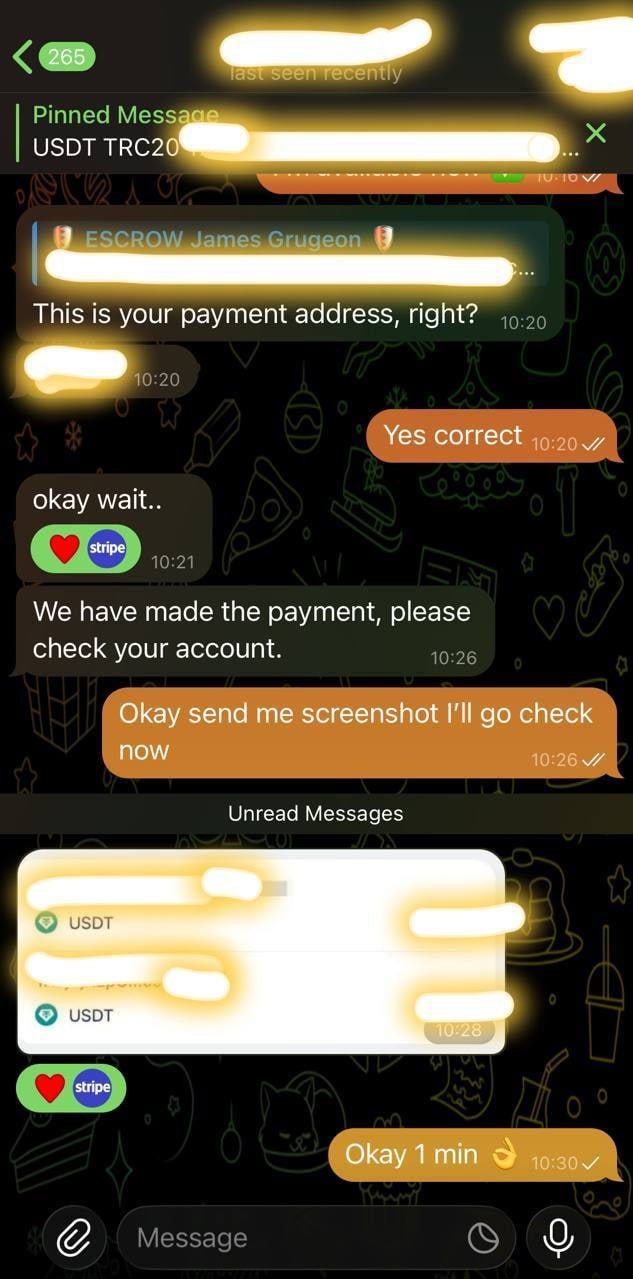 265
last seen recently
Pinned Message
USDT TRC20
...
10:16
ESCROW James Grugeon
...
This is your payment address, right? 10:20
10:20
Yes correct 10:20
okay wait..
stripe 10:21
We have made the payment, please
check your account. 10:26
Okay send me screenshot I'll go check
now 10:26
Unread Messages
USDT
USDT
10:28
stripe
Okay 1 min 👌 10:30
Message